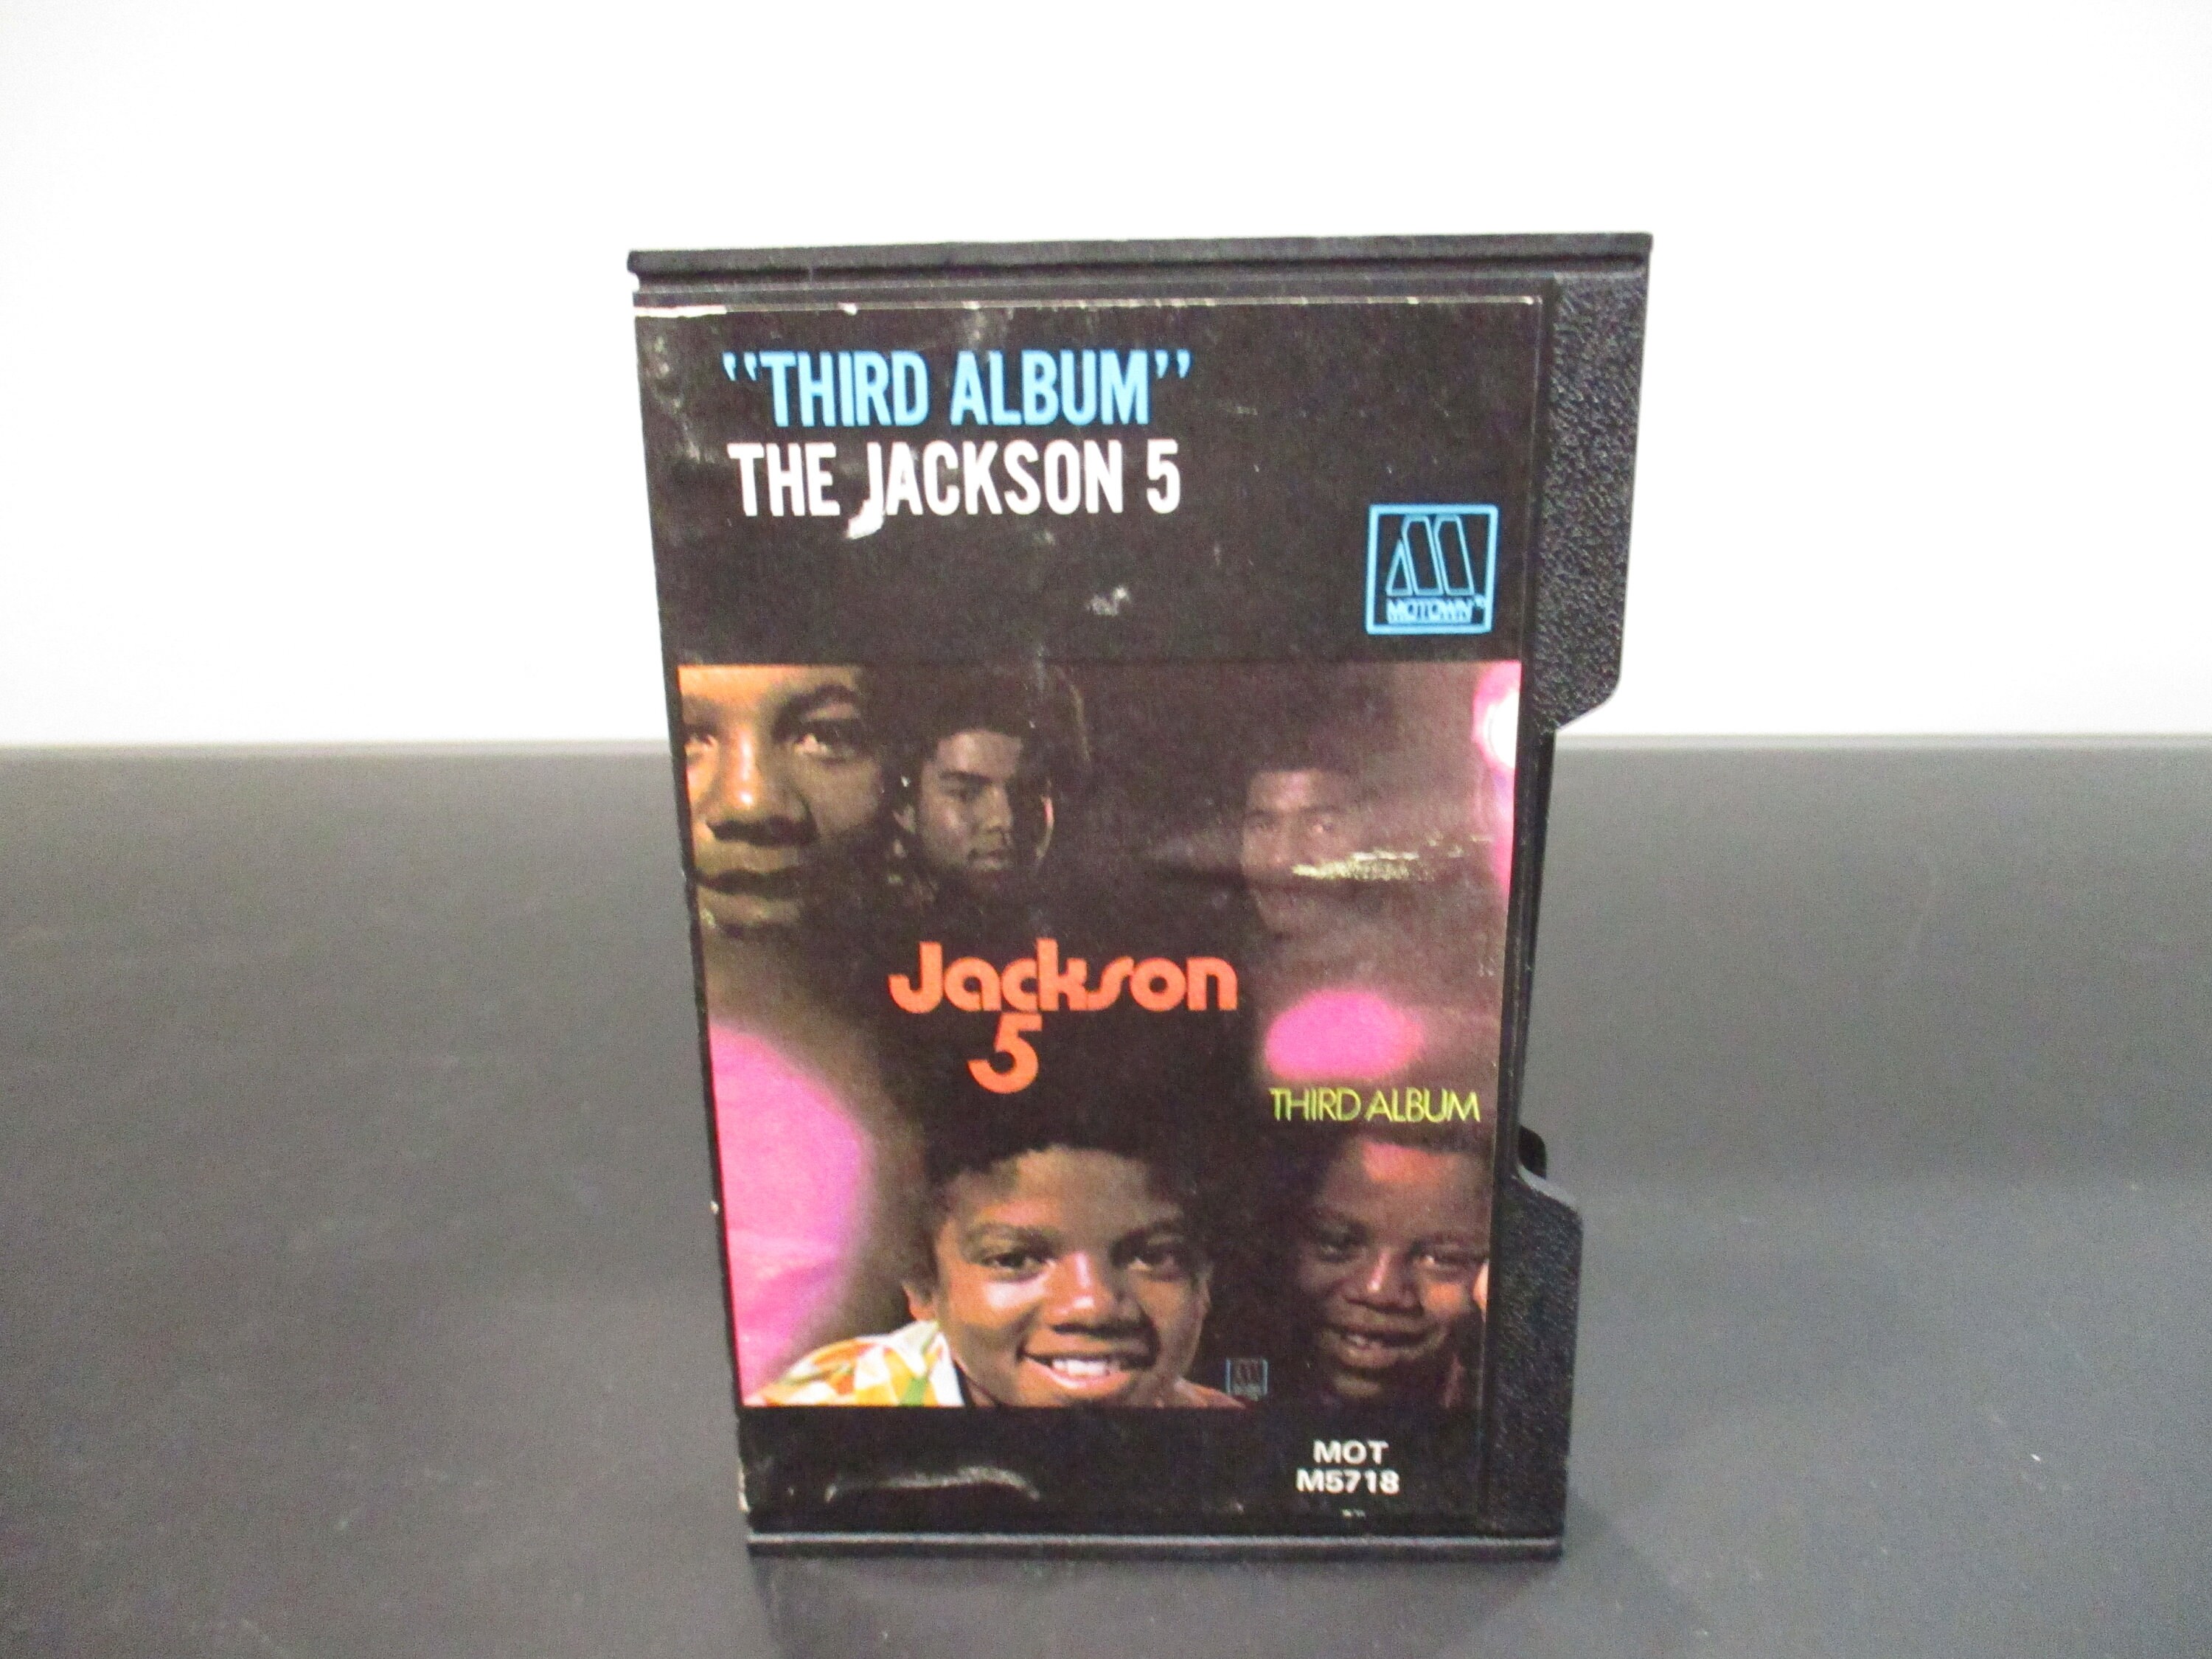 "THIRD ALBUM"
THE JACKSON 5
MOTOWN
Jackson
5
THIRD ALBUM
MOT
M5718